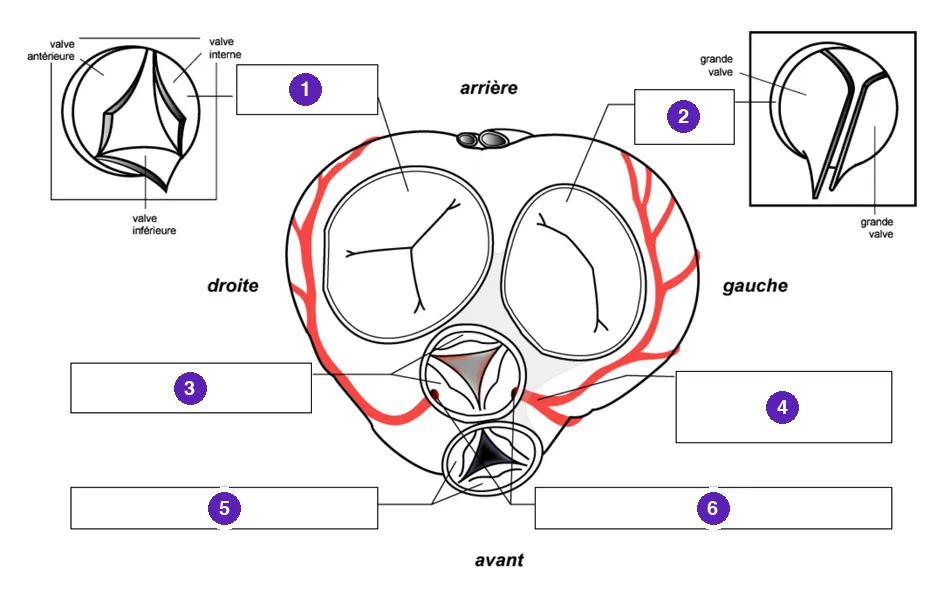 valve
antérieure
valve
interne
1
arrière
2
grande
valve
valve
inférieure
grande
valve
droite
gauche
3
4
5
6
avant